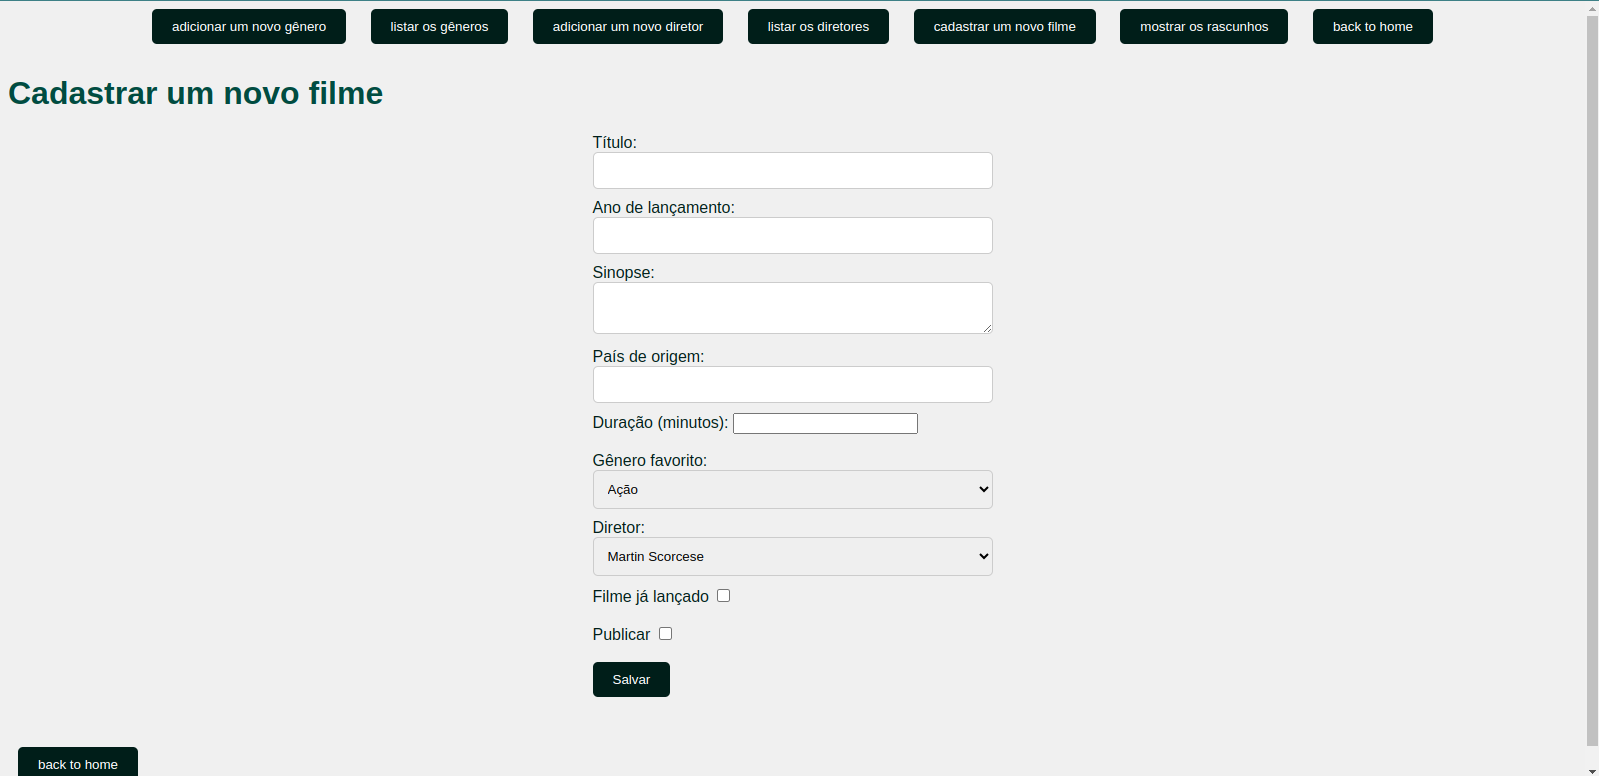 adicionar um novo gênero listar os gêneros adicionar um novo diretor listar os diretores cadastrar um novo filme mostrar os rascunhos back to home
Cadastrar um novo filme
Título:
Ano de lançamento:
Sinopse:
País de origem:
Duração (minutos):
Gênero favorito:
Ação
Diretor:
Martin Scorcese
Filme já lançado
Publicar
Salvar
back to home